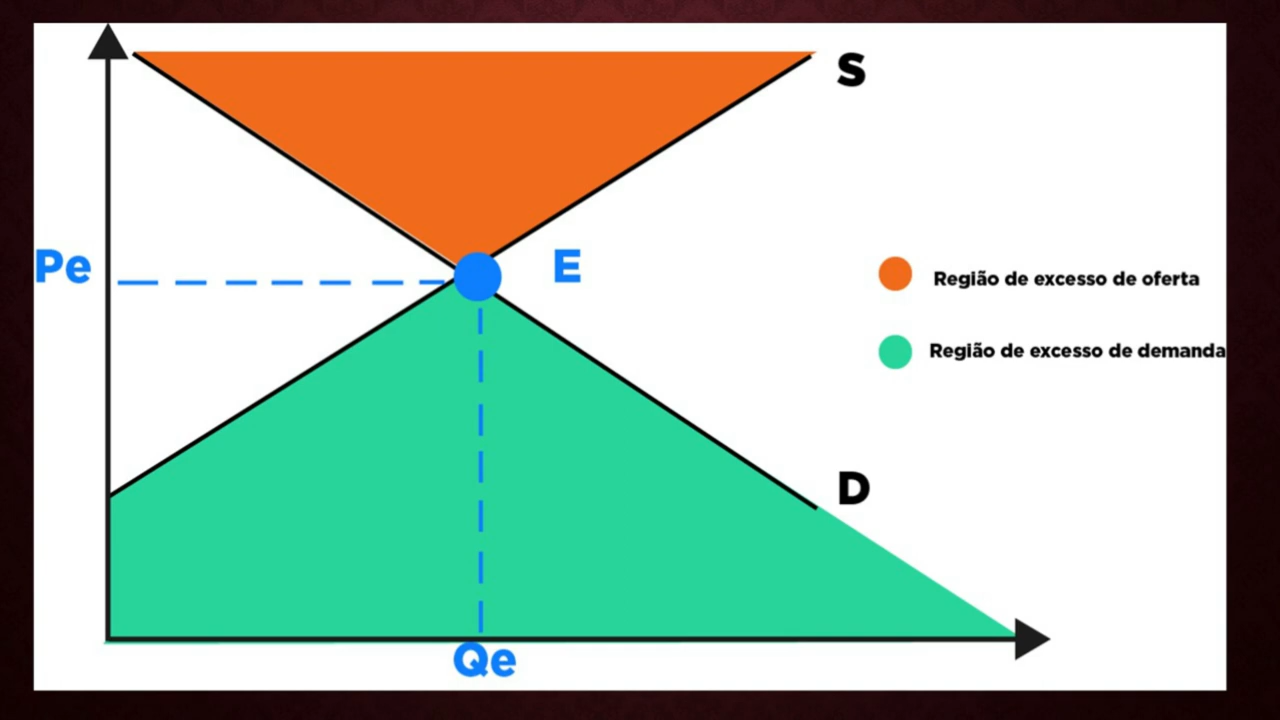 S
Pe
E
Região de excesso de oferta
Região de excesso de demanda
D
Qe